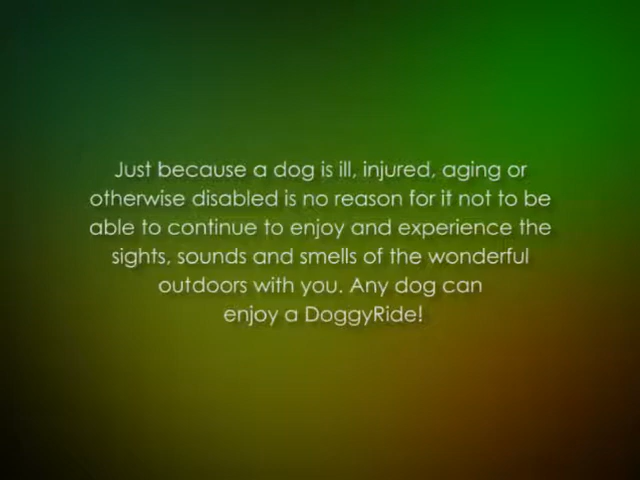 Just because a dog is ill, injured, aging or
otherwise disabled is no reason for it not to be
able to continue to enjoy and experience the
sights, sounds and smells of the wonderful
outdoors with you. Any dog can
enjoy a DoggyRide!